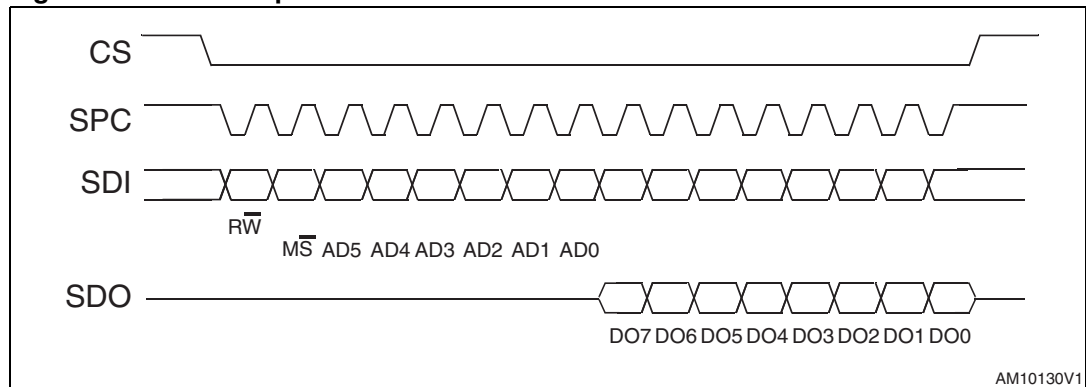 CS
SPC
SDI
RW̅
MS̅ AD5 AD4 AD3 AD2 AD1 AD0
SDO
DO7 DO6 DO5 DO4 DO3 DO2 DO1 DO0
AM10130V1